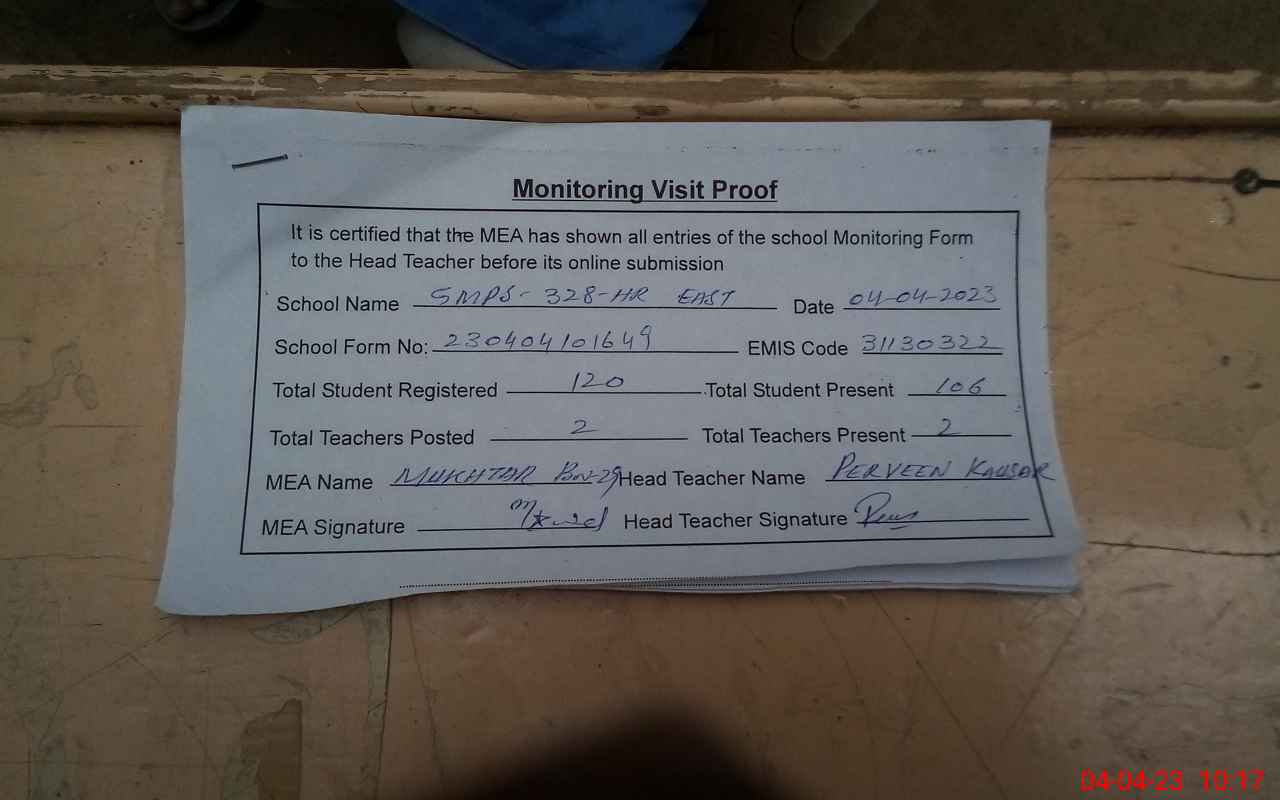 Monitoring Visit Proof
It is certified that the MEA has shown all entries of the school Monitoring Form
to the Head Teacher before its online submission
School Name GMPS-328-HR EAST Date 04-04-2023
School Form No: 230404101649 EMIS Code 31130322
Total Student Registered 120 Total Student Present 106
Total Teachers Posted 2 Total Teachers Present 2
MEA Name MUKHTAR Head Teacher Name PERVEEN KAUSAR
MEA Signature Head Teacher Signature
04-04-23 10:17